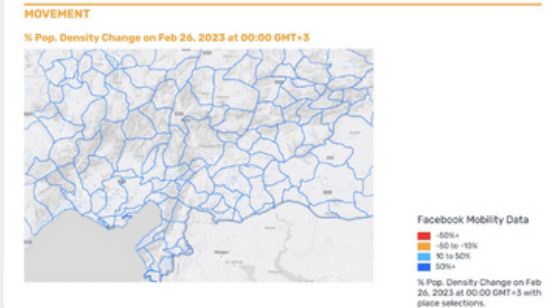 MOVEMENT
% Pop. Density Change on Feb 26, 2023 at 00:00 GMT+3
Facebook Mobility Data
-50%+
-50 to -10%
10 to 50%
50%+
% Pop. Density Change on Feb
26, 2023 at 00:00 GMT+3 with
place selections.